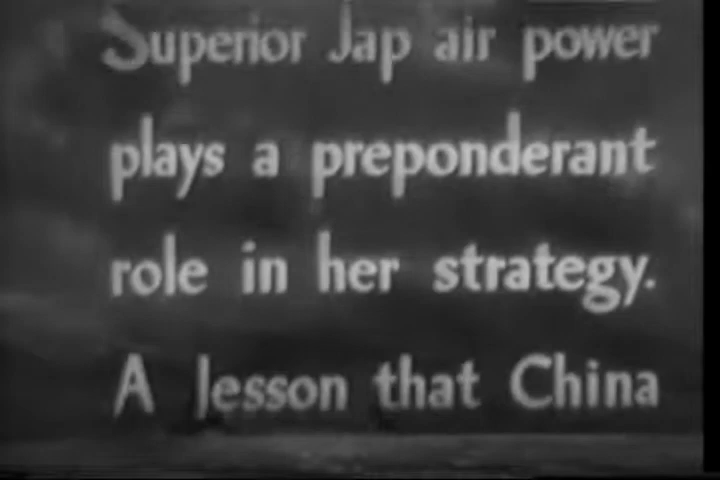 Superior Jap air power
plays a preponderant
role in her strategy.
A lesson that China